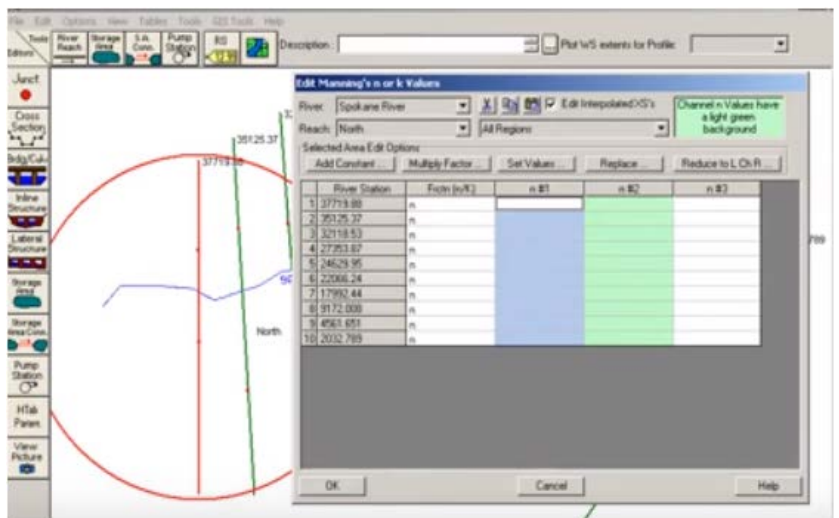 File Edit Options View Tables Tools GIS Tools Help
Tools
Editors
River
Reach
Storage
Area
S.A.
Conn.
Pump
Station
RS
Description :
Plot WS extents for Profile:
Junct.
Cross
Section
Brdg/Culv
Inline
Structure
Lateral
Structure
Storage
Area
Storage
Area Conn.
Pump
Station
HTab
Param.
View
Picture
35125.37
North
Edit Manning's n or k Values
River: Spokane River
Edit Interpolated XS's
Channel n Values have
a light green
background
Reach: North
All Regions
Selected Area Edit Options
Add Constant ...
Multiply Factor ...
Set Values ...
Replace ...
Reduce to L Ch R ...
River Station Frctn (n/K) n #1 n #2 n #3
1 37719.88 n
2 35125.37 n
3 32118.53 n
4 27353.87 n
5 24629.95 n
6 22066.24 n
7 17992.44 n
8 9172.008 n
9 4561.651 n
10 2032.789 n
OK
Cancel
Help